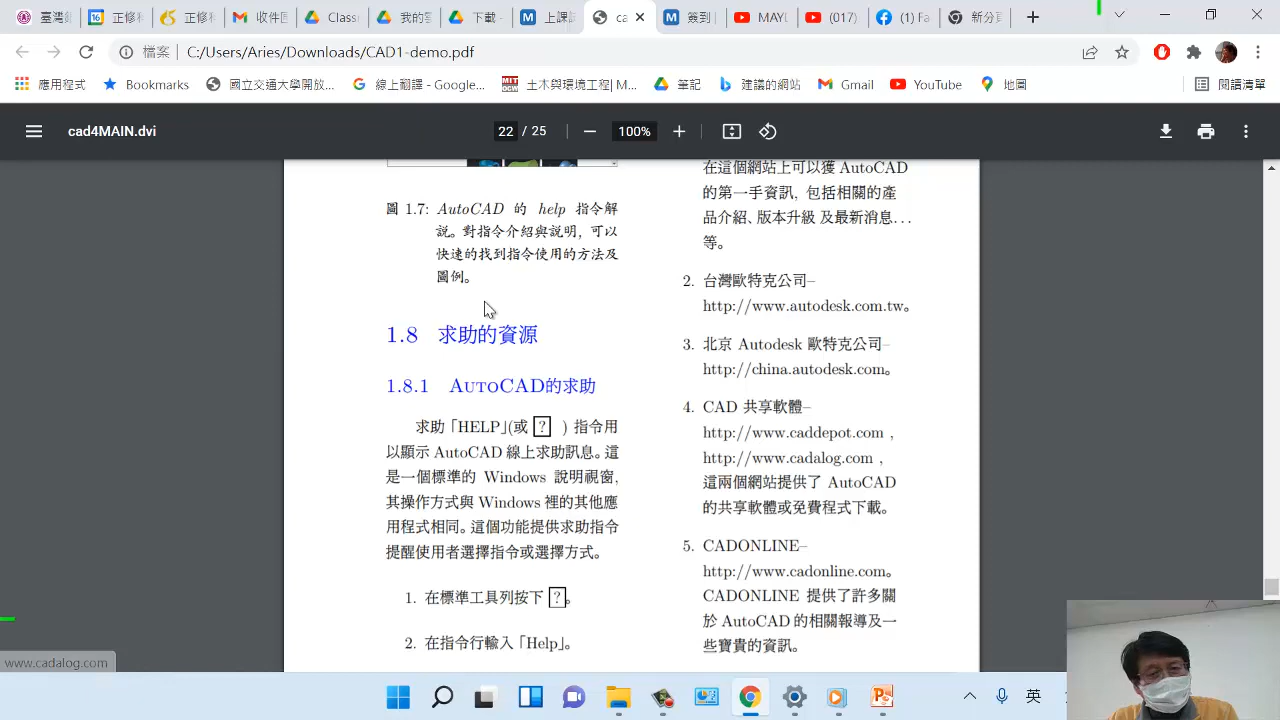 臺灣
正修
正修
收件匣
Class
我的
下載
上課
ca
簽到
MAYI
(017)
(1) Fa
新分
檔案
C:/Users/Aries/Downloads/CAD1-demo.pdf
應用程式
Bookmarks
國立交通大學開放...
線上翻譯 - Google...
土木與環境工程| M...
筆記
建議的網站
Gmail
YouTube
地圖
閱讀清單
cad4MAIN.dvi
22 / 25
100%
圖 1.7: AutoCAD 的 help 指令解
說。對指令介紹與說明, 可以
快速的找到指令使用的方法及
圖例。
1.8 求助的資源
1.8.1 AUTOCAD的求助
求助「HELP」(或 ? ) 指令用
以顯示 AutoCAD 線上求助訊息。這
是一個標準的 Windows 說明視窗,
其操作方式與 Windows 裡的其他應
用程式相同。這個功能提供求助指令
提醒使用者選擇指令或選擇方式。
1. 在標準工具列按下 ?。
2. 在指令行輸入「Help」。
在這個網站上可以獲 AutoCAD
的第一手資訊, 包括相關的產
品介紹、版本升級 及最新消息...
等。
2. 台灣歐特克公司–
http://www.autodesk.com.tw。
3. 北京 Autodesk 歐特克公司–
http://china.autodesk.com。
4. CAD 共享軟體–
http://www.caddepot.com ,
http://www.cadalog.com ,
這兩個網站提供了 AutoCAD
的共享軟體或免費程式下載。
5. CADONLINE–
http://www.cadonline.com。
CADONLINE 提供了許多關
於 AutoCAD 的相關報導及一
些寶貴的資訊。
www.cadalog.com
英